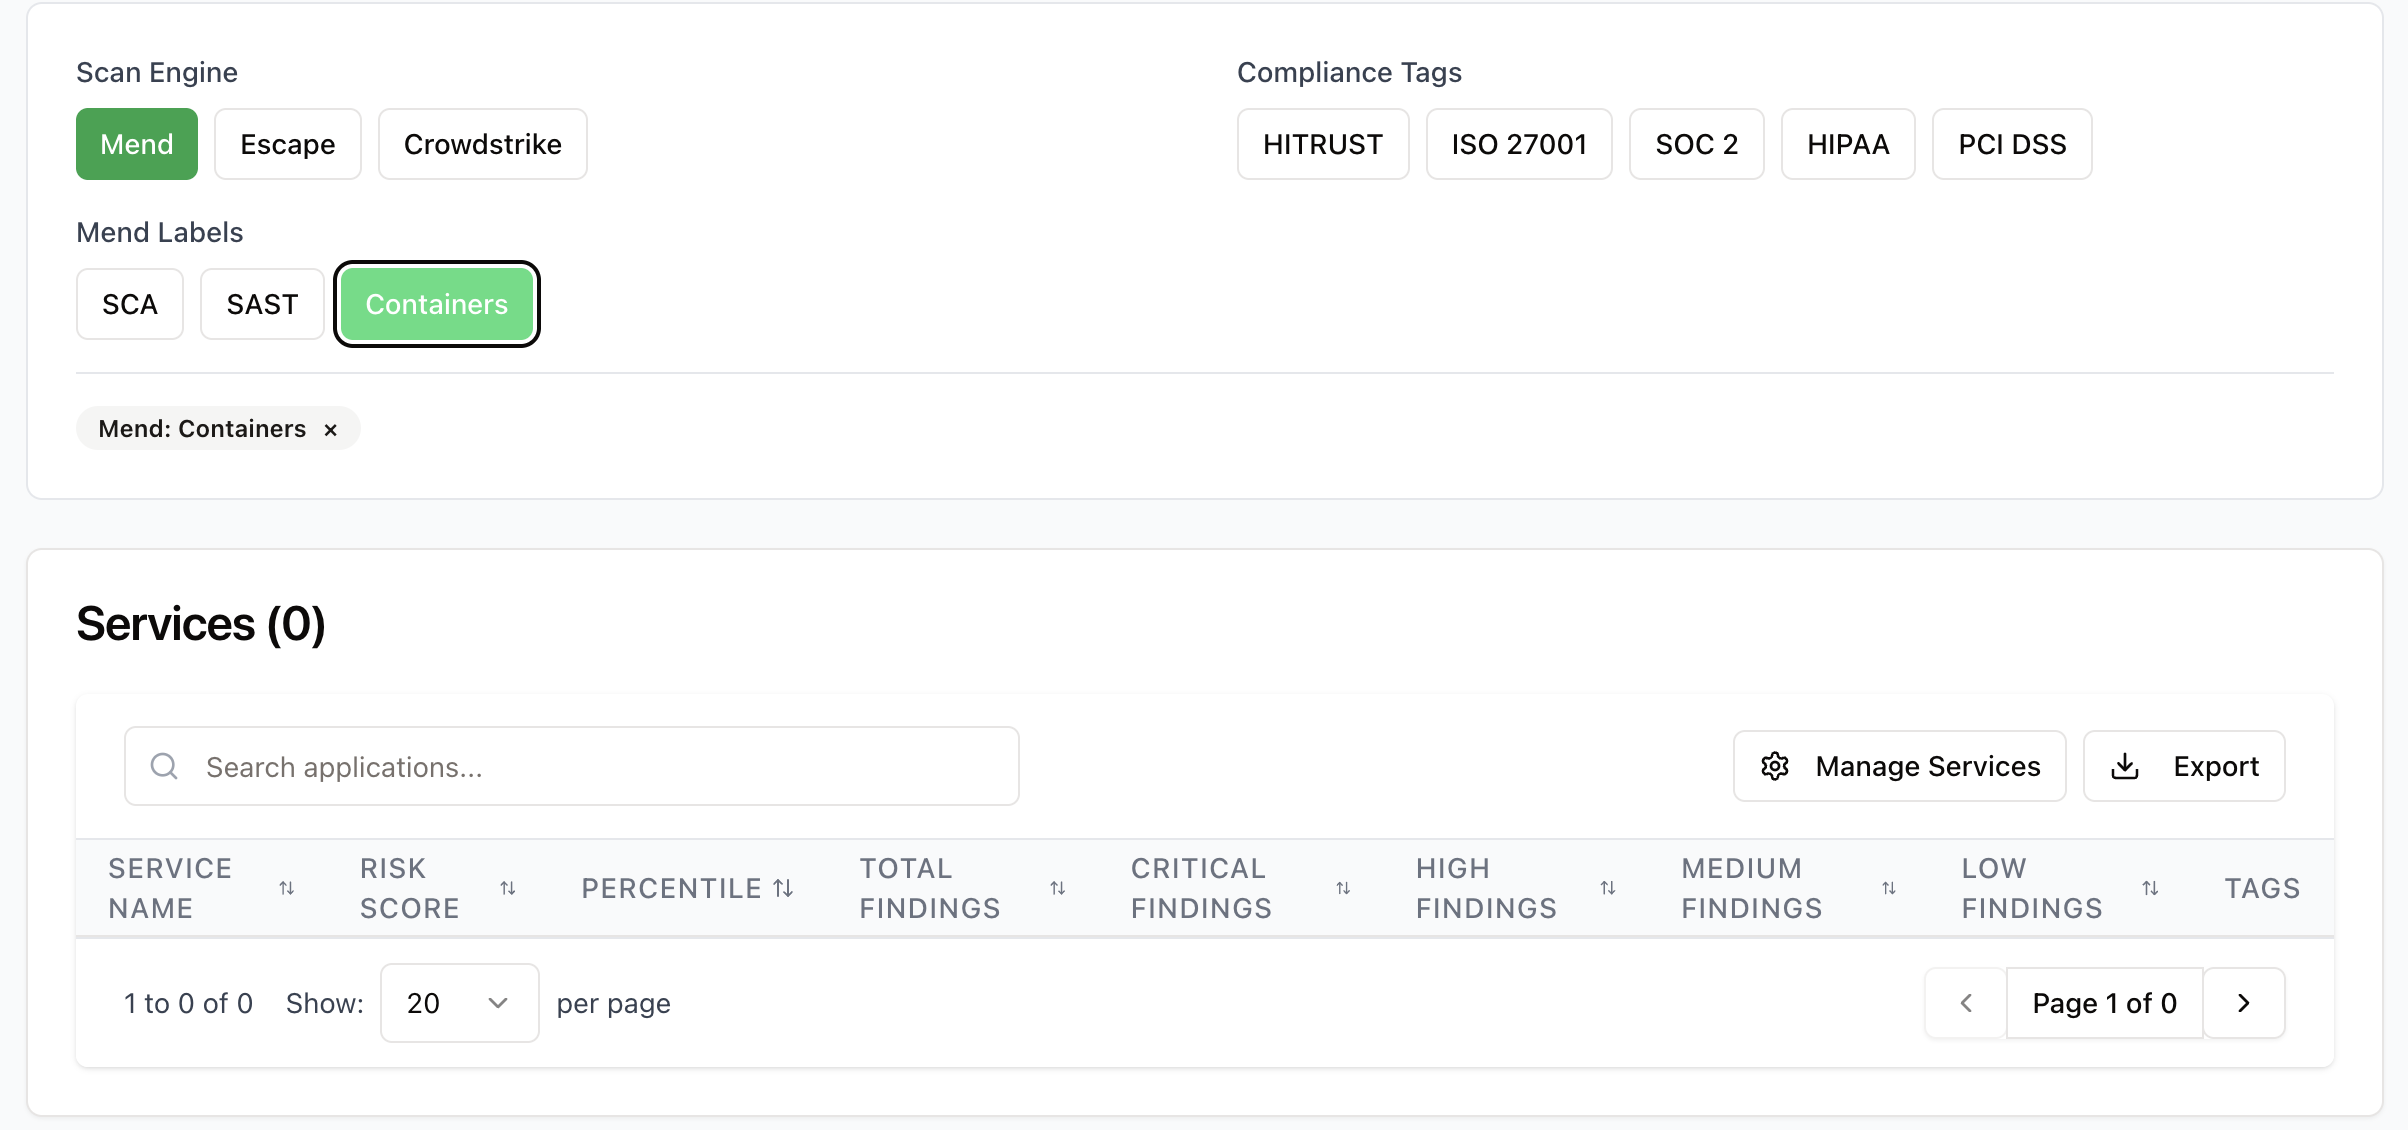 Scan Engine
Mend
Escape
Crowdstrike
Compliance Tags
HITRUST
ISO 27001
SOC 2
HIPAA
PCI DSS
Mend Labels
SCA
SAST
Containers
Mend: Containers ×
Services (0)
Search applications...
Manage Services
Export
SERVICE
NAME
RISK
SCORE
PERCENTILE
TOTAL
FINDINGS
CRITICAL
FINDINGS
HIGH
FINDINGS
MEDIUM
FINDINGS
LOW
FINDINGS
TAGS
1 to 0 of 0
Show:
20
per page
Page 1 of 0